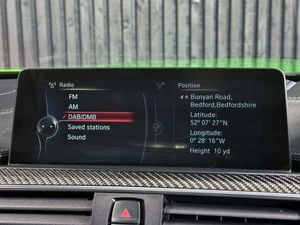 Radio
FM
AM
DAB/DMB
Saved stations
Sound
Position
N Bunyan Road,
Bedford,Bedfordshire
Latitude:
52° 07' 27" N
Longitude:
0° 28' 16" W
Height 10 yd